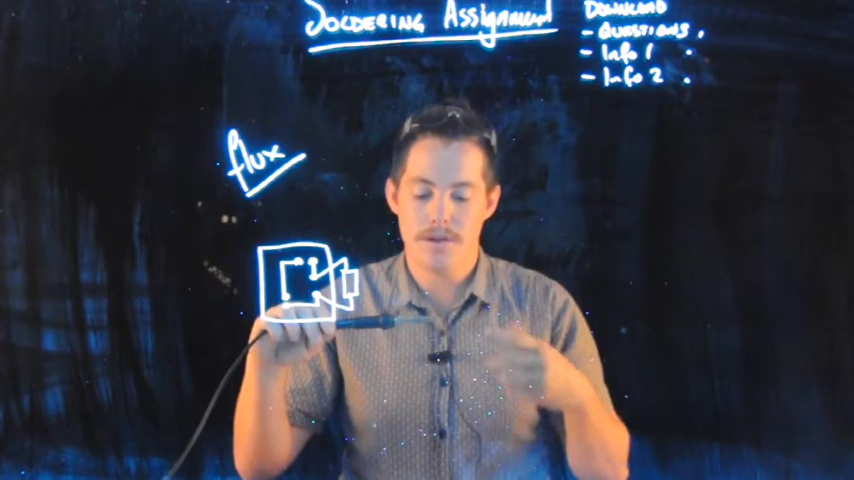 SOLDERING Assignment
DOWNLOAD
- QUESTIONS
- Info 1
- Info 2
flux